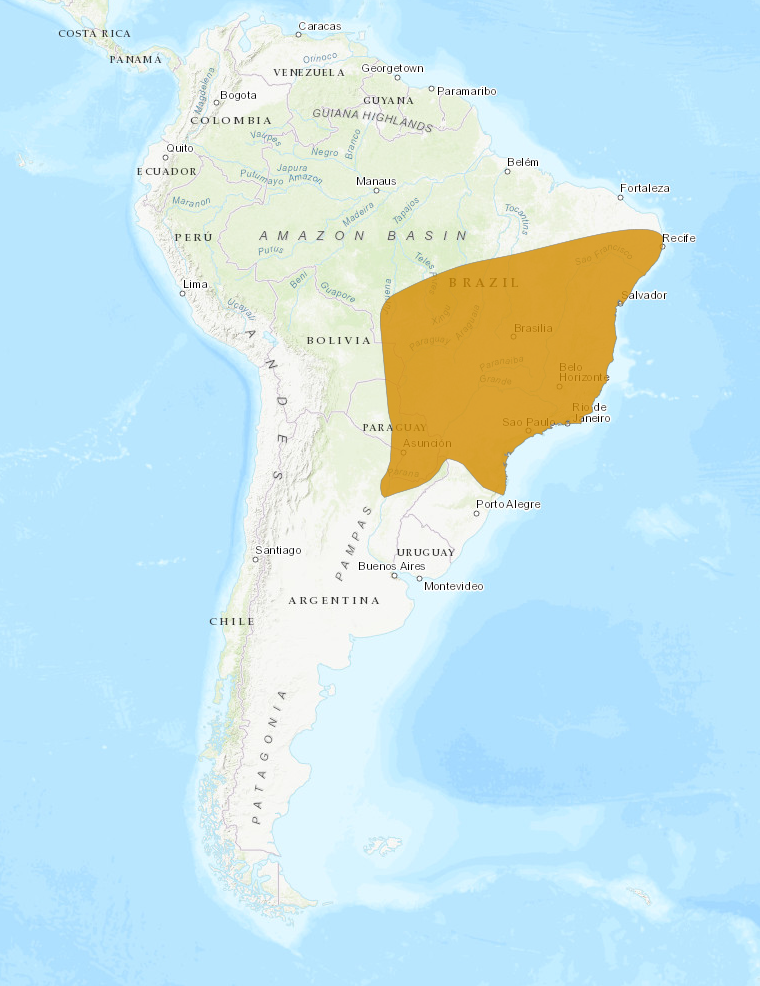 Caracas
COSTA RICA
PANAMA
Orinoco
VENEZUELA
Georgetown
Magdalena
Bogota
Paramaribo
GUYANA
COLOMBIA
GUIANA HIGHLANDS
Vaupes
Branco
Quito
Negro
ECUADOR
Japura
Putumayo
Amazon
Belém
Manaus
Fortaleza
Maranon
Madeira
Tapajos
Tocantins
PERU
AMAZON BASIN
Recife
Purus
Sao Francisco
Teles
Beni
Guapore
BRAZIL
Lima
Salvador
Ucayali
Xingu
Araguaia
ANDES
BOLIVIA
Paraguay
Brasilia
Paranaiba
Belo
Horizonte
Grande
Rio de
Janeiro
PARAGUAY
Sao Paulo
Asunción
Parana
Porto Alegre
PAMPAS
Santiago
URUGUAY
Buenos Aires
Montevideo
ARGENTINA
CHILE
PATAGONIA